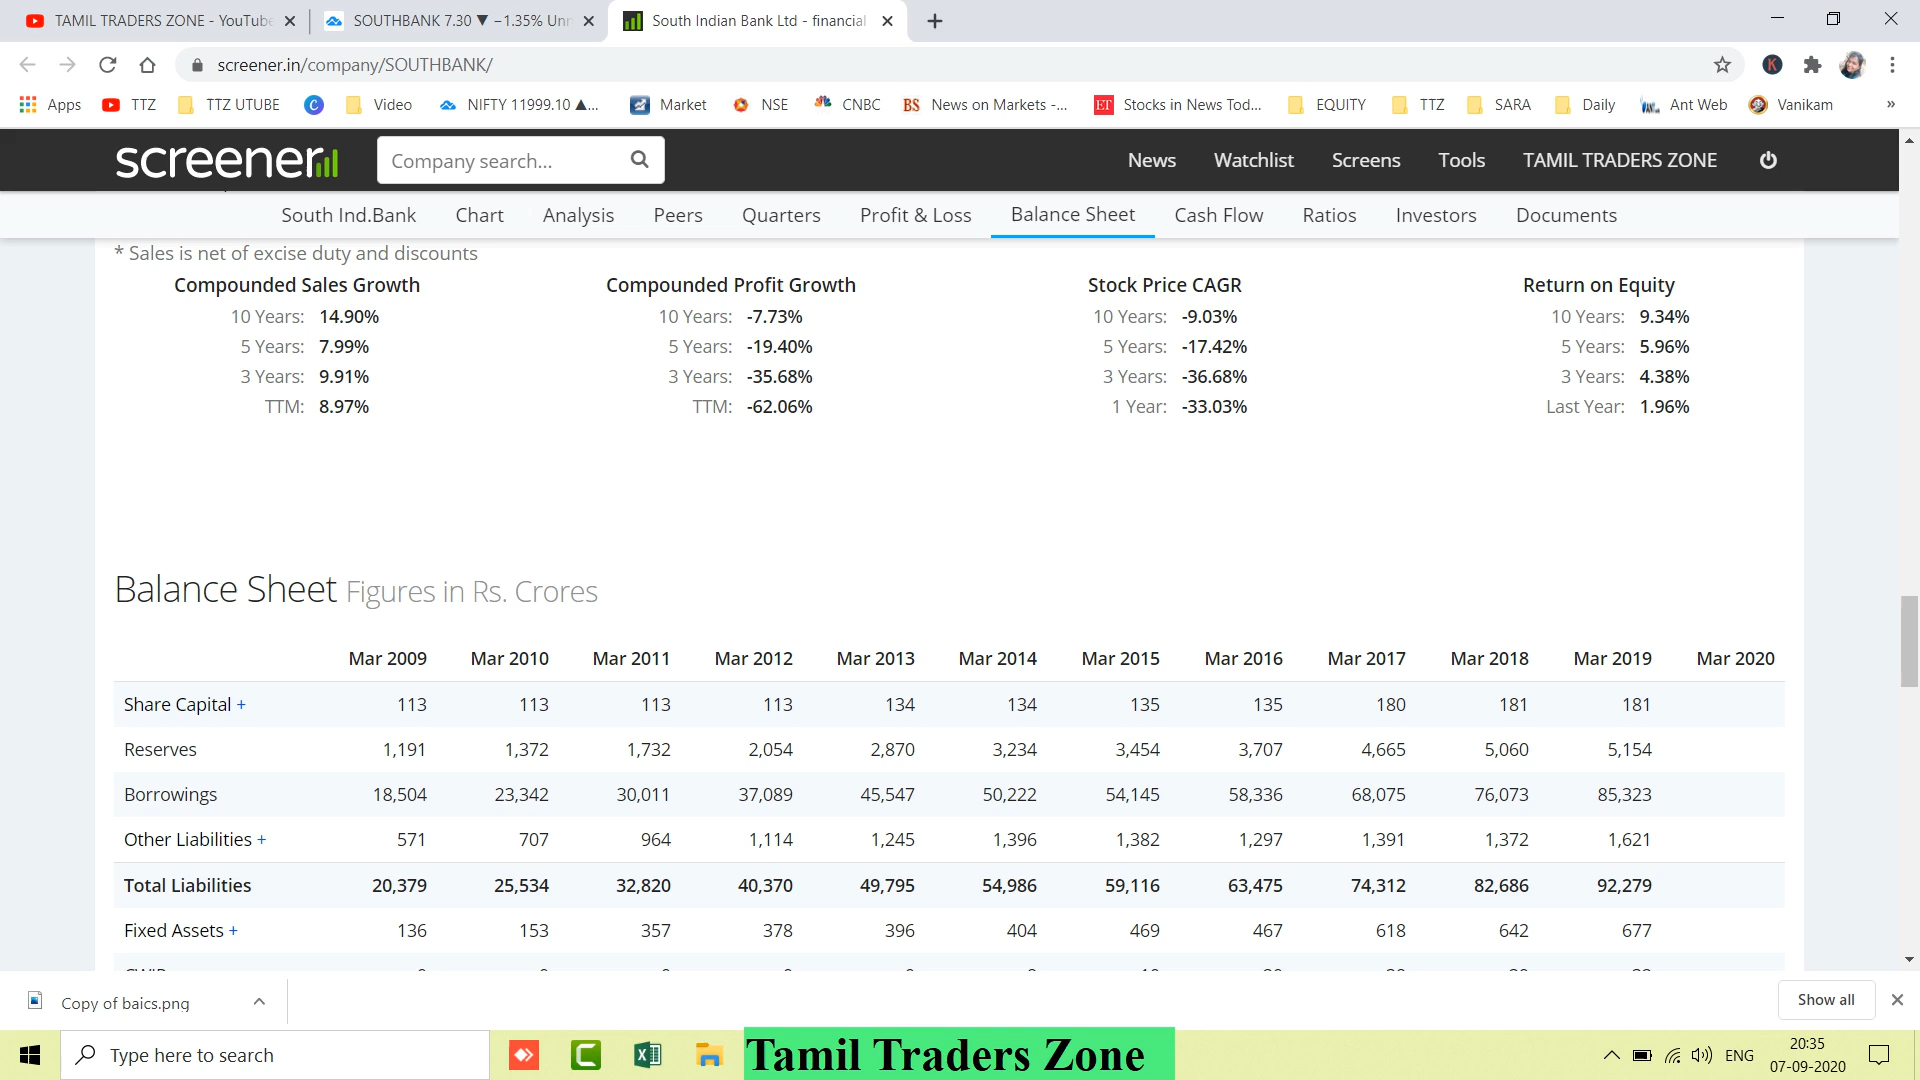 TAMIL TRADERS ZONE - YouTube
SOUTHBANK 7.30 ▼ −1.35% Unn
South Indian Bank Ltd - financial
screener.in/company/SOUTHBANK/
Apps TTZ TTZ UTUBE Video NIFTY 11999.10 ▲... Market NSE CNBC BS News on Markets -... ET Stocks in News Tod... EQUITY TTZ SARA Daily Ant Web Vanikam »
screener Company search... News Watchlist Screens Tools TAMIL TRADERS ZONE
South Ind.Bank Chart Analysis Peers Quarters Profit & Loss Balance Sheet Cash Flow Ratios Investors Documents
* Sales is net of excise duty and discounts
Compounded Sales Growth
10 Years: 14.90%
5 Years: 7.99%
3 Years: 9.91%
TTM: 8.97%
Compounded Profit Growth
10 Years: -7.73%
5 Years: -19.40%
3 Years: -35.68%
TTM: -62.06%
Stock Price CAGR
10 Years: -9.03%
5 Years: -17.42%
3 Years: -36.68%
1 Year: -33.03%
Return on Equity
10 Years: 9.34%
5 Years: 5.96%
3 Years: 4.38%
Last Year: 1.96%
Balance Sheet Figures in Rs. Crores
Mar 2009 Mar 2010 Mar 2011 Mar 2012 Mar 2013 Mar 2014 Mar 2015 Mar 2016 Mar 2017 Mar 2018 Mar 2019 Mar 2020
Share Capital + 113 113 113 113 134 134 135 135 180 181 181
Reserves 1,191 1,372 1,732 2,054 2,870 3,234 3,454 3,707 4,665 5,060 5,154
Borrowings 18,504 23,342 30,011 37,089 45,547 50,222 54,145 58,336 68,075 76,073 85,323
Other Liabilities + 571 707 964 1,114 1,245 1,396 1,382 1,297 1,391 1,372 1,621
Total Liabilities 20,379 25,534 32,820 40,370 49,795 54,986 59,116 63,475 74,312 82,686 92,279
Fixed Assets + 136 153 357 378 396 404 469 467 618 642 677
Copy of baics.png
Show all
Type here to search
Tamil Traders Zone
ENG
20:35
07-09-2020